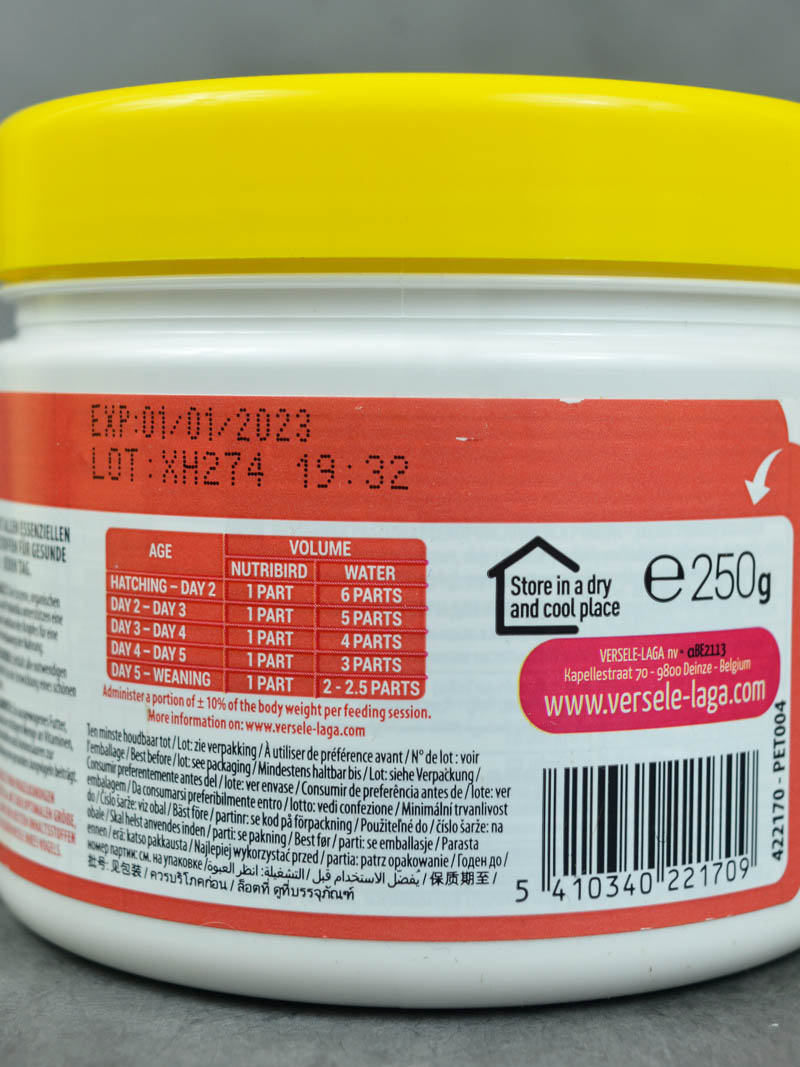 EXP:01/01/2023
LOT:XH274 19:32
ALLEN ESSENZIELLEN
FÜR GESUNDE
JEDEN TAG.
AGE VOLUME
NUTRIBIRD WATER
HATCHING – DAY 2 1 PART 6 PARTS
DAY 2 – DAY 3 1 PART 5 PARTS
DAY 3 – DAY 4 1 PART 4 PARTS
DAY 4 – DAY 5 1 PART 3 PARTS
DAY 5 – WEANING 1 PART 2 - 2.5 PARTS
Administer a portion of ± 10% of the body weight per feeding session.
More information on: www.versele-laga.com
Store in a dry
and cool place
e 250g
VERSELE-LAGA nv - αBE2113
Kapellestraat 70 - 9800 Deinze - Belgium
www.versele-laga.com
Ten minste houdbaar tot / Lot: zie verpakking / À utiliser de préférence avant / N° de lot : voir
l'emballage / Best before / lot: see packaging / Mindestens haltbar bis / Lot: siehe Verpackung /
Consumir preferentemente antes del / lote: ver envase / Consumir de preferência antes de / lote: ver
embalagem / Da consumarsi preferibilmente entro / lotto: vedi confezione / Minimální trvanlivost
do / Číslo šarže: viz obal / Bäst före / partinr: se kod på förpackning / Použiteľné do / číslo šarže: na
obale / Skal helst anvendes inden / parti: se pakning / Best før / parti: se emballasje / Parasta
ennen / erä: katso pakkausta / Najlepiej wykorzystać przed / partia: patrz opakowanie / Годен до /
номер партии: см. на упаковке / يُفضّل الاستخدام قبل / التشغيلة: انظر العبوة / 保质期至 /
批号: 见包装 / ควรบริโภคก่อน / ล็อตที่ ดูที่บรรจุภัณฑ์
5 410340 221709
422170 - PET004